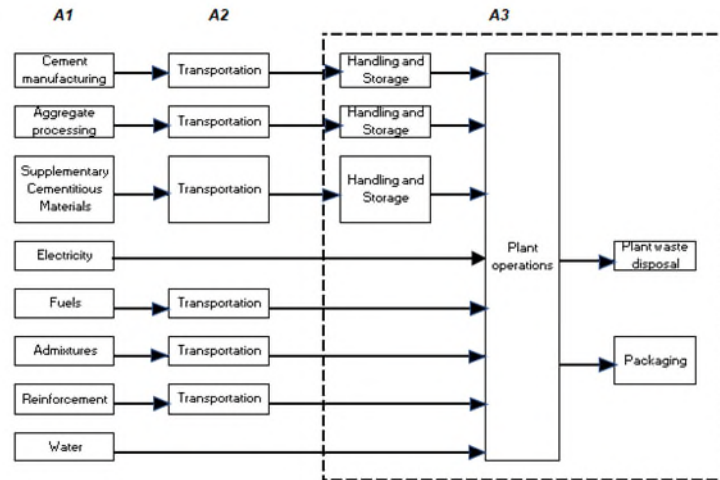 A1
A2
A3
Cement
manufacturing
Transportation
Handling and
Storage
Aggregate
processing
Transportation
Handling and
Storage
Supplementary
Cementitious
Materials
Transportation
Handling and
Storage
Electricity
Plant
operations
Plant waste
disposal
Fuels
Transportation
Admixtures
Transportation
Packaging
Reinforcement
Transportation
Water